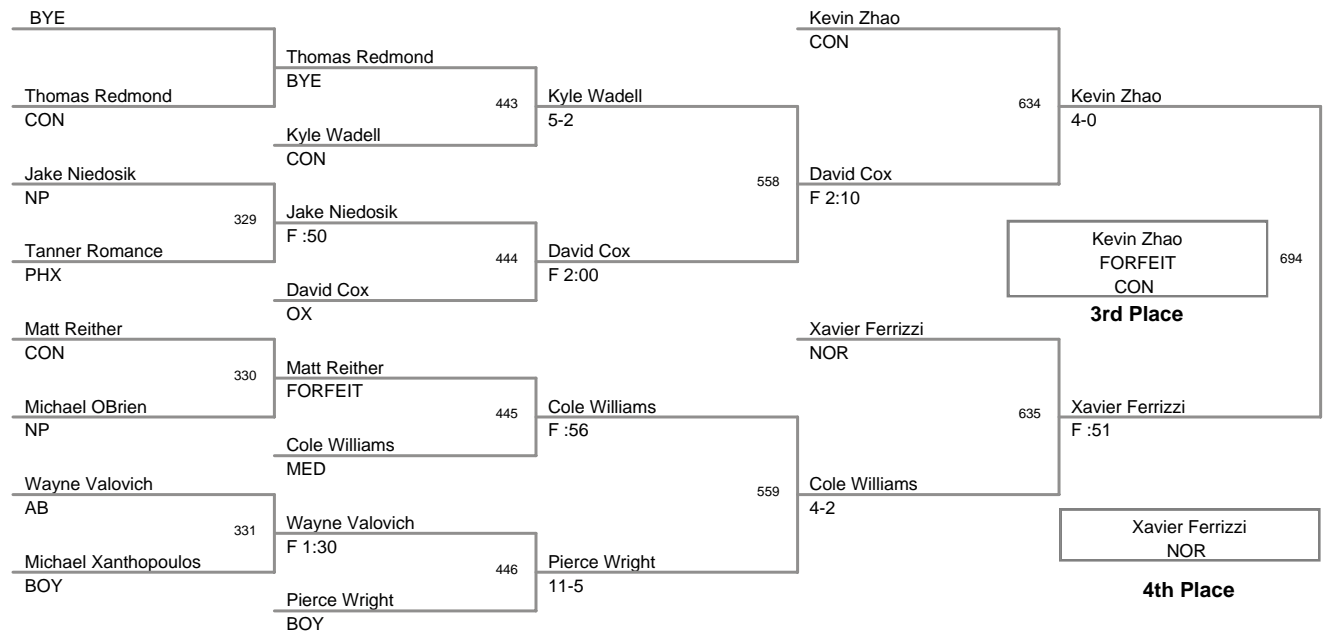 BYE
Thomas Redmond
CON
Jake Niedosik
NP
329
Tanner Romance
PHX
Matt Reither
CON
330
Michael OBrien
NP
Wayne Valovich
AB
331
Michael Xanthopoulos
BOY
Thomas Redmond
BYE
443
Kyle Wadell
CON
Jake Niedosik
F :50
444
David Cox
OX
Matt Reither
FORFEIT
445
Cole Williams
MED
Wayne Valovich
F 1:30
446
Pierce Wright
BOY
Kyle Wadell
5-2
558
David Cox
F 2:00
Cole Williams
F :56
559
Pierce Wright
11-5
Kevin Zhao
CON
634
David Cox
F 2:10
Xavier Ferrizzi
NOR
635
Cole Williams
4-2
Kevin Zhao
4-0
Kevin Zhao
FORFEIT
CON
694
3rd Place
Xavier Ferrizzi
F :51
Xavier Ferrizzi
NOR
4th Place